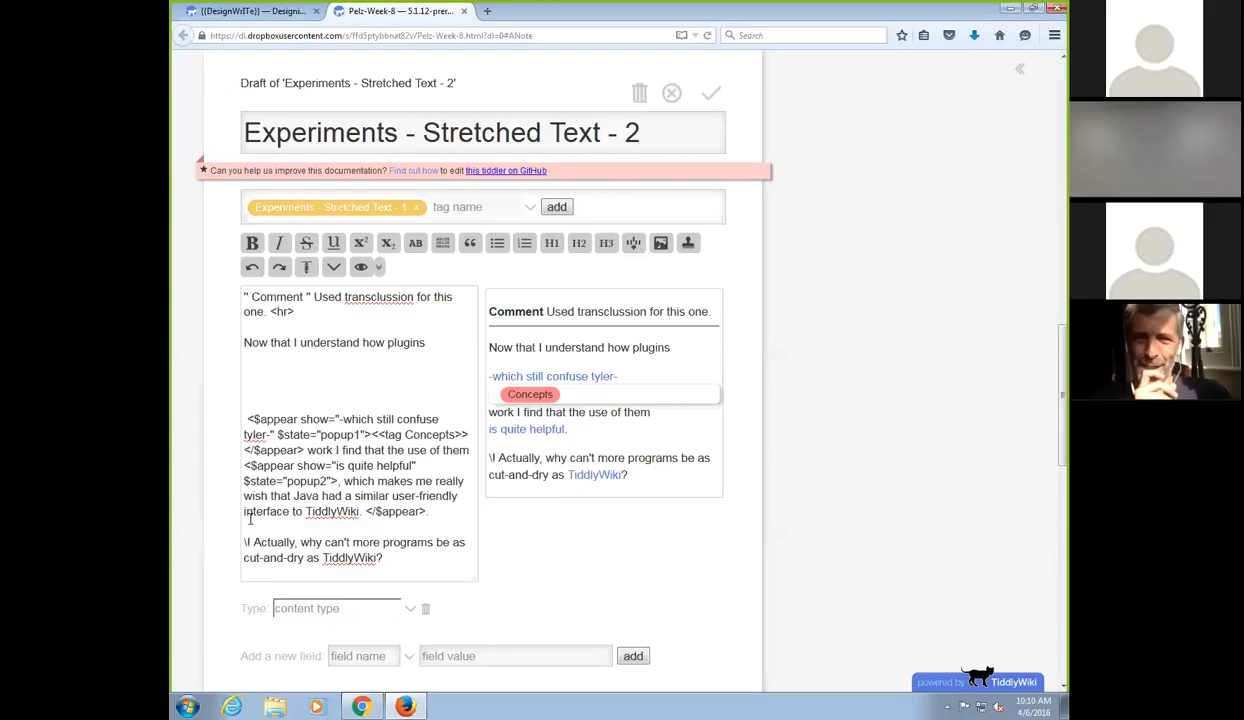 {{DesignWrITe}} — Designi... ×
Pelz-Week-8 — 5.1.12-prer... ×
+
https://dl.dropboxusercontent.com/s/ffd5ptybbnat82v/Pelz-Week-8.html?dl=0#ANote
Search
Draft of 'Experiments - Stretched Text - 2'
Experiments - Stretched Text - 2
★ Can you help us improve this documentation? Find out how to edit this tiddler on GitHub
Experiments - Stretched Text - 1 ×
tag name
add
B I S U X² X₂ AB
H1 H2 H3
" Comment " Used transclussion for this
one. <hr>
Now that I understand how plugins
<$appear show="-which still confuse
tyler-" $state="popup1"><<tag Concepts>>
</$appear> work I find that the use of them
<$appear show="is quite helpful"
$state="popup2">, which makes me really
wish that Java had a similar user-friendly
interface to TiddlyWiki. </$appear>.
\! Actually, why can't more programs be as
cut-and-dry as TiddlyWiki?
Comment Used transclussion for this one.
Now that I understand how plugins
-which still confuse tyler-
Concepts
work I find that the use of them
is quite helpful.
\! Actually, why can't more programs be as
cut-and-dry as TiddlyWiki?
Type: content type
Add a new field: field name
field value
add
powered by TiddlyWiki
10:10 AM
4/6/2016